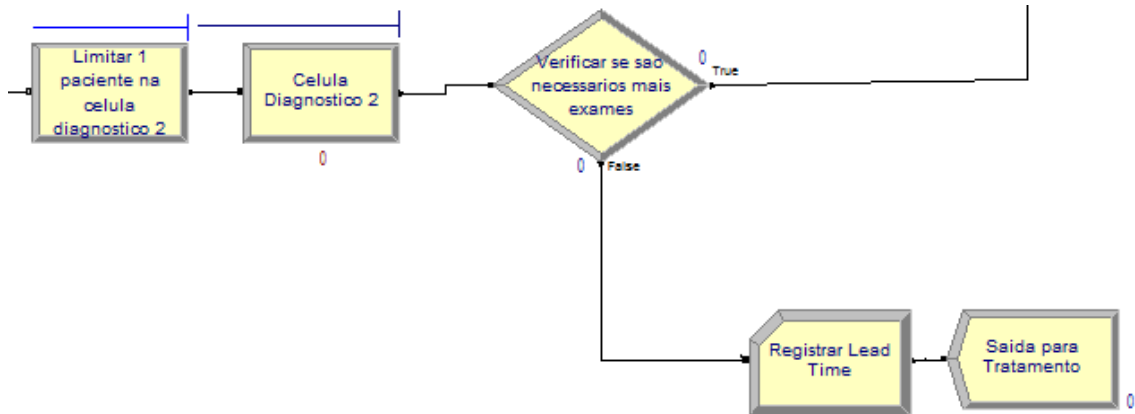 Limitar 1
paciente na
celula
diagnostico 2
Celula
Diagnostico 2
0
Verificar se sao
necessarios mais
exames
0
True
0
False
Registrar Lead
Time
Saida para
Tratamento
0